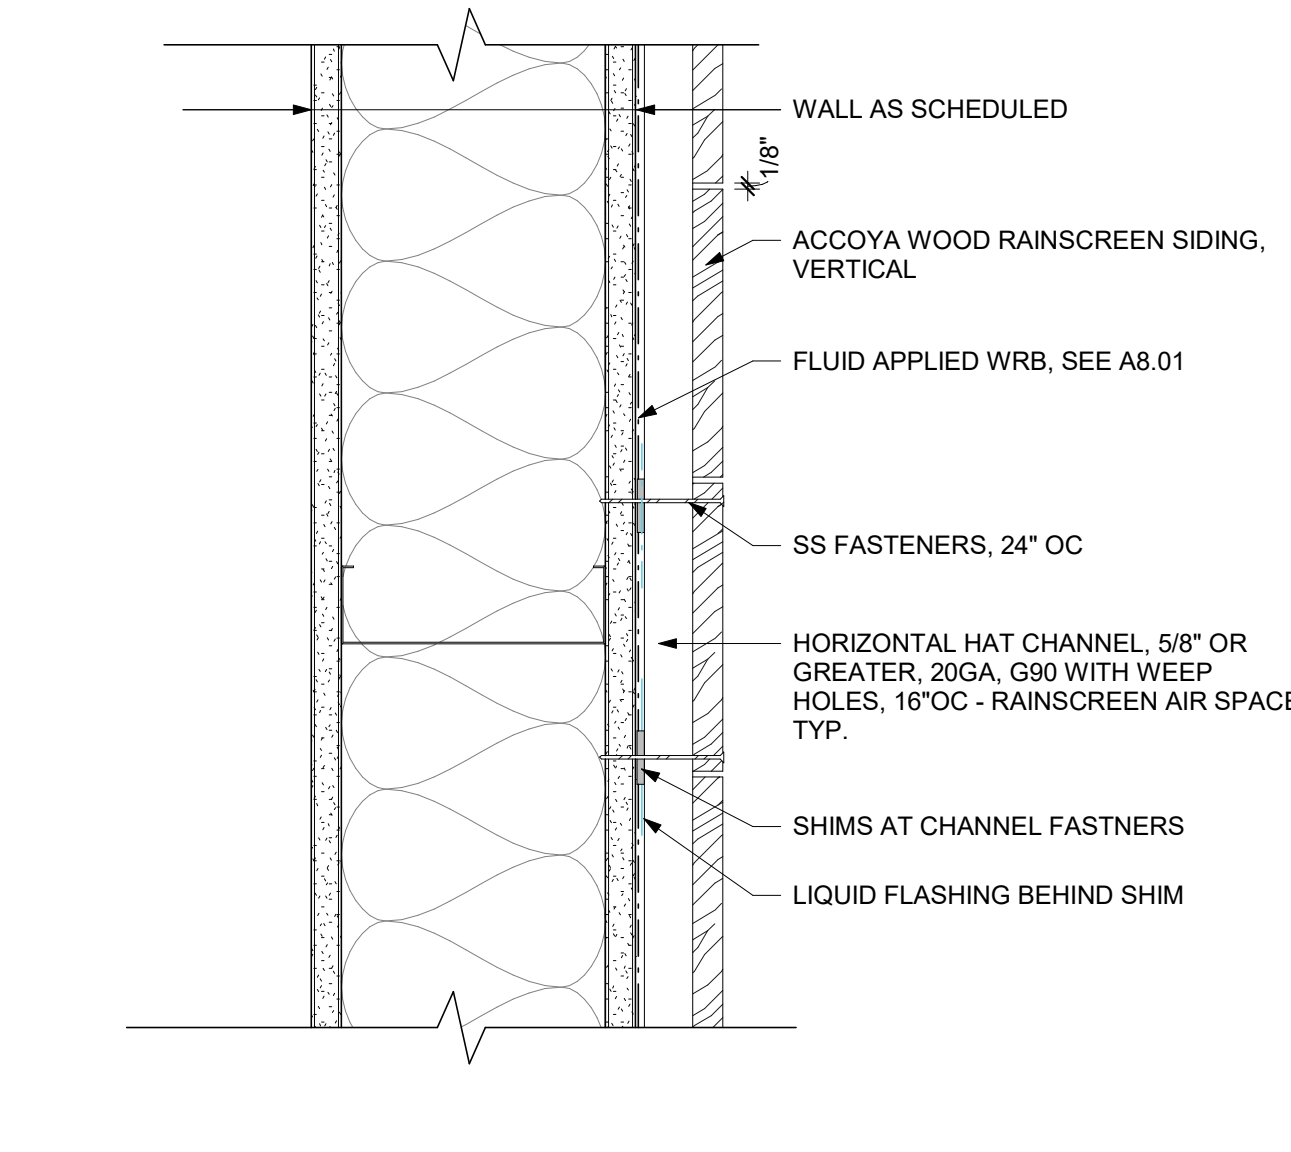 WALL AS SCHEDULED
1/8"
ACCOYA WOOD RAINSCREEN SIDING,
VERTICAL
FLUID APPLIED WRB, SEE A8.01
SS FASTENERS, 24" OC
HORIZONTAL HAT CHANNEL, 5/8" OR
GREATER, 20GA, G90 WITH WEEP
HOLES, 16"OC - RAINSCREEN AIR SPACE
TYP.
SHIMS AT CHANNEL FASTNERS
LIQUID FLASHING BEHIND SHIM